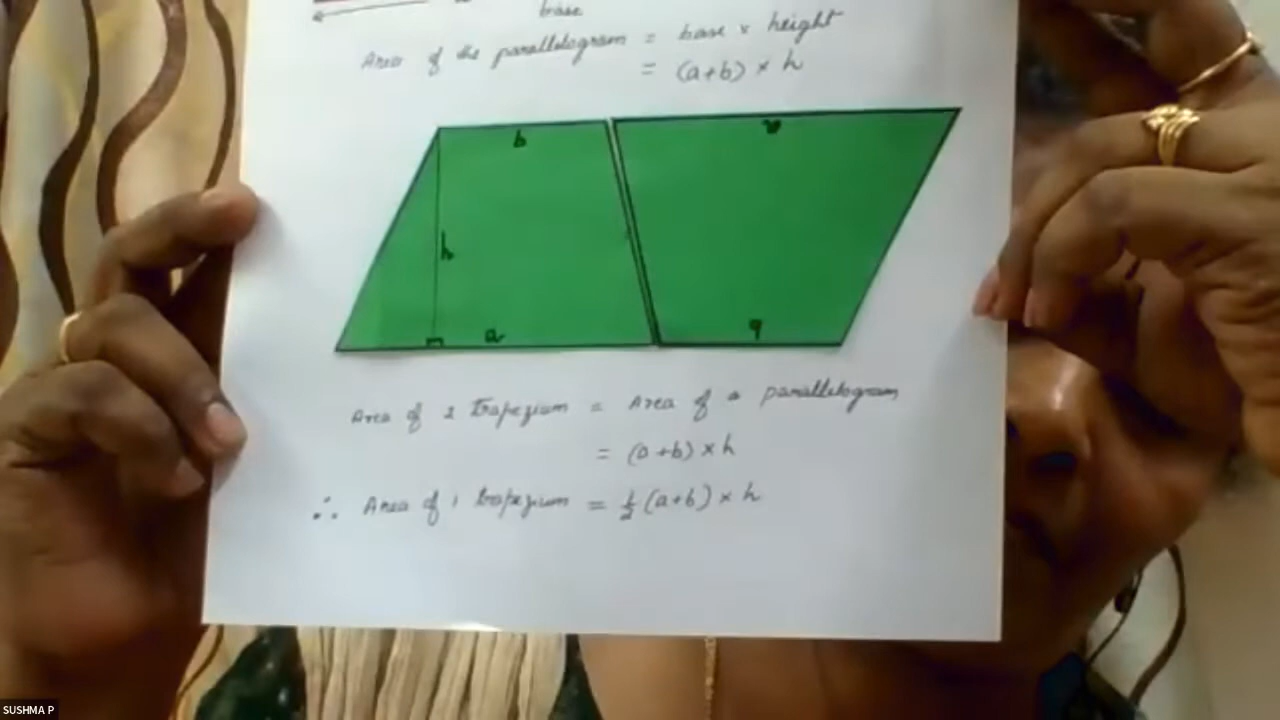 base
Area of the parallelogram = base x height
= (a+b) x h
b
a
h
a
b
Area of 2 Trapezium = Area of a parallelogram
= (a+b) x h
∴ Area of 1 trapezium = 1/2 (a+b) x h
SUSHMA P